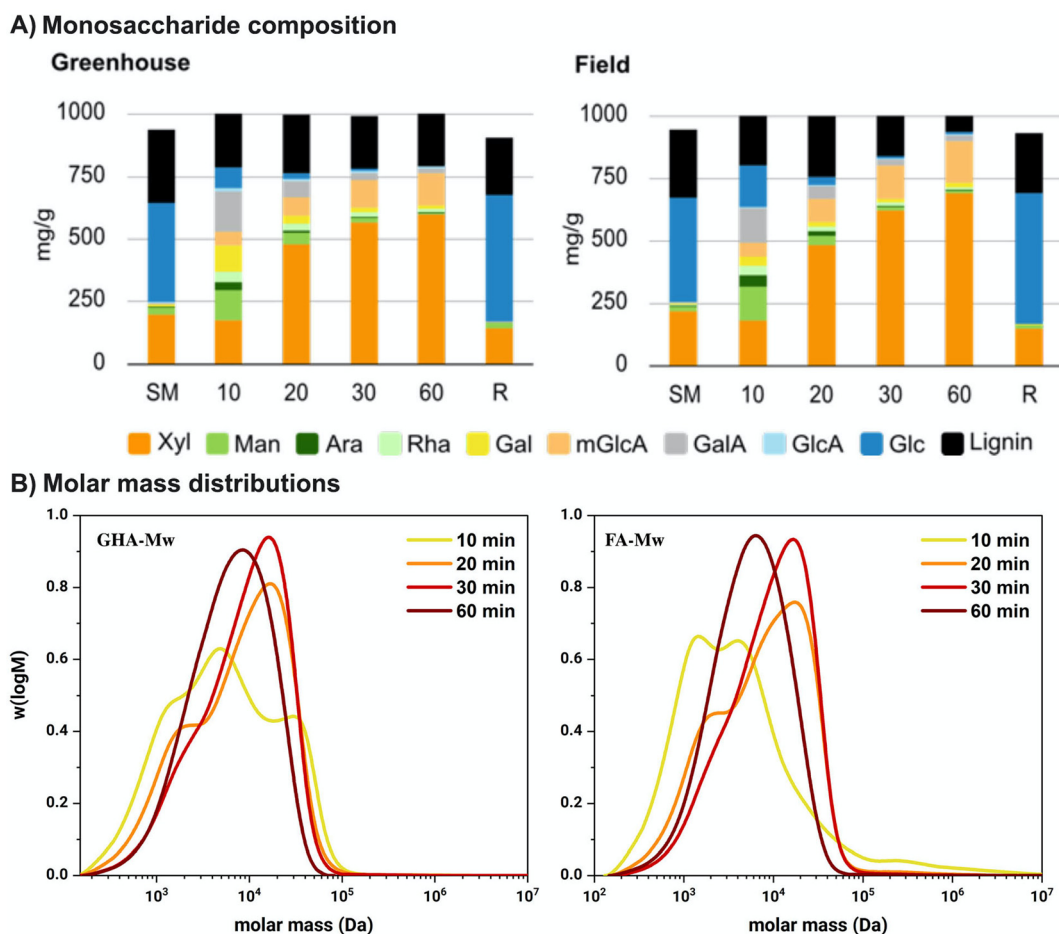 A) Monosaccharide composition
Greenhouse
Field
1000
750
500
250
0
mg/g
SM 10 20 30 60 R
1000
750
500
250
0
mg/g
SM 10 20 30 60 R
Xyl Man Ara Rha Gal mGlcA GalA GlcA Glc Lignin
B) Molar mass distributions
1.0
0.8
0.6
0.4
0.2
0.0
w(logM)
GHA-Mw
10 min
20 min
30 min
60 min
10³ 10⁴ 10⁵ 10⁶ 10⁷
molar mass (Da)
1.0
0.8
0.6
0.4
0.2
0.0
FA-Mw
10 min
20 min
30 min
60 min
10² 10³ 10⁴ 10⁵ 10⁶ 10⁷
molar mass (Da)